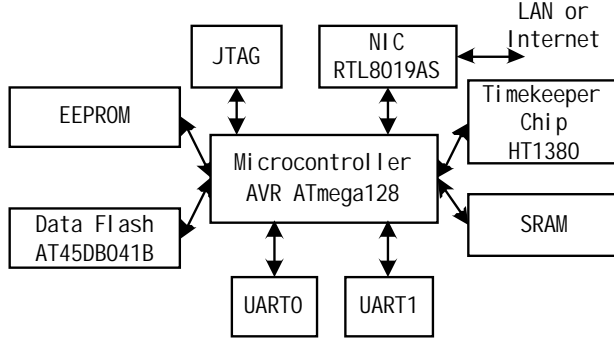 LAN or
Internet
JTAG
NIC
RTL8019AS
EEPROM
Timekeeper
Chip
HT1380
Microcontroller
AVR ATmega128
Data Flash
AT45DB041B
SRAM
UART0
UART1